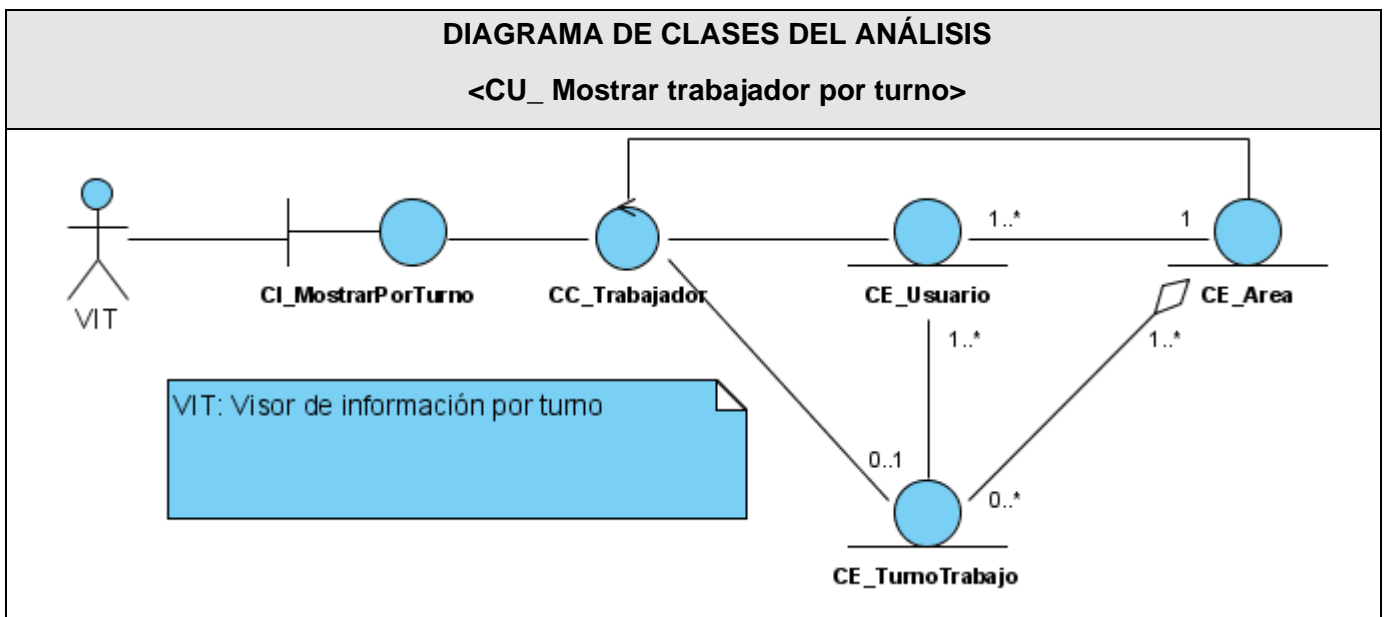 DIAGRAMA DE CLASES DEL ANÁLISIS
<CU_ Mostrar trabajador por turno>
1..*
1
CI_MostrarPorTurno
CC_Trabajador
CE_Usuario
CE_Area
VIT
1..*
1..*
VIT: Visor de información por turno
0..1
0..*
CE_TurnoTrabajo